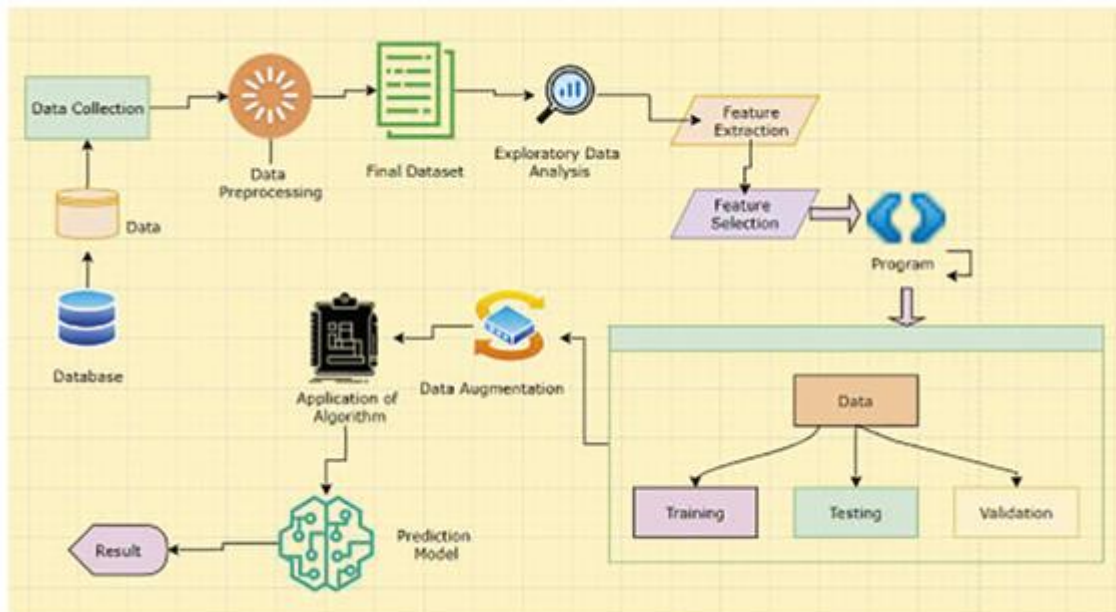 Data Collection
Data
Preprocessing
Final Dataset
Exploratory Data
Analysis
Feature
Extraction
Feature
Selection
Program
Data
Database
Data
Training
Testing
Validation
Data Augmentation
Application of
Algorithm
Prediction
Model
Result